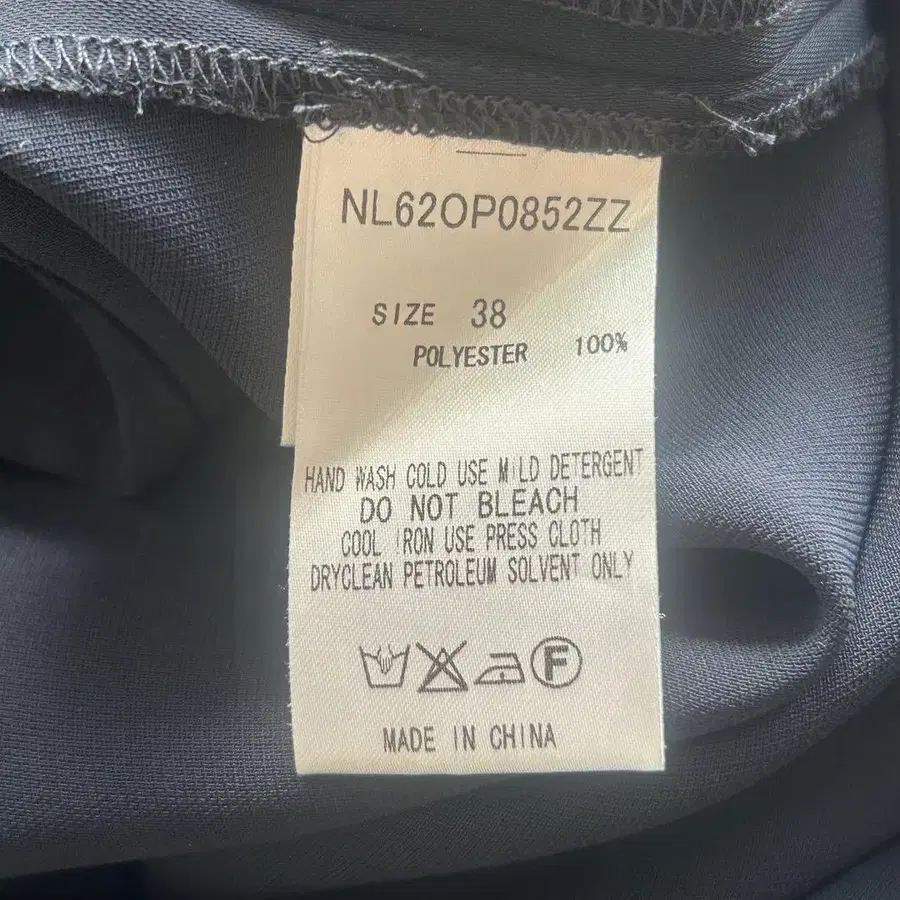 NL62OP0852ZZ
SIZE 38
POLYESTER 100%
HAND WASH COLD USE MILD DETERGENT
DO NOT BLEACH
COOL IRON USE PRESS CLOTH
DRYCLEAN PETROLEUM SOLVENT ONLY
F
MADE IN CHINA